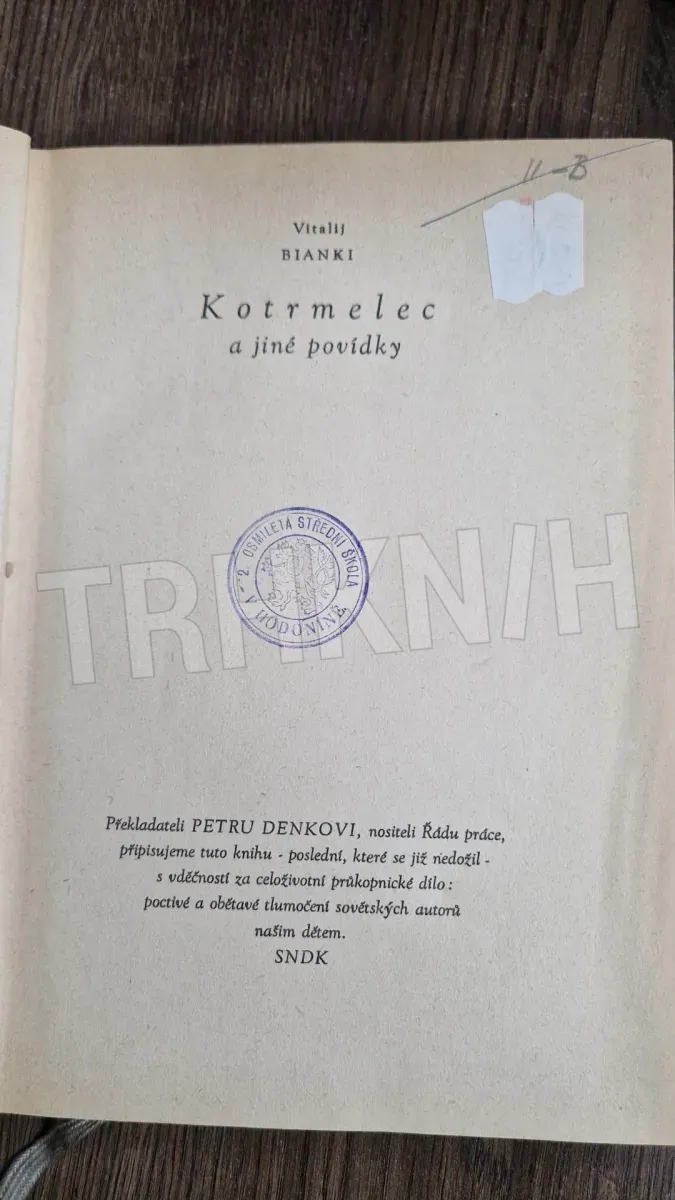 11-B
Vitalij
BIANKI
Kotrmelec
a jiné povídky
2. OSMILETÁ STŘEDNÍ ŠKOLA
V HODONÍNĚ
TRHKNIH
Překladateli PETRU DENKOVI, nositeli Řádu práce,
připisujeme tuto knihu - poslední, které se již nedožil -
s vděčností za celoživotní průkopnické dílo:
poctivé a obětavé tlumočení sovětských autorů
našim dětem.
SNDK